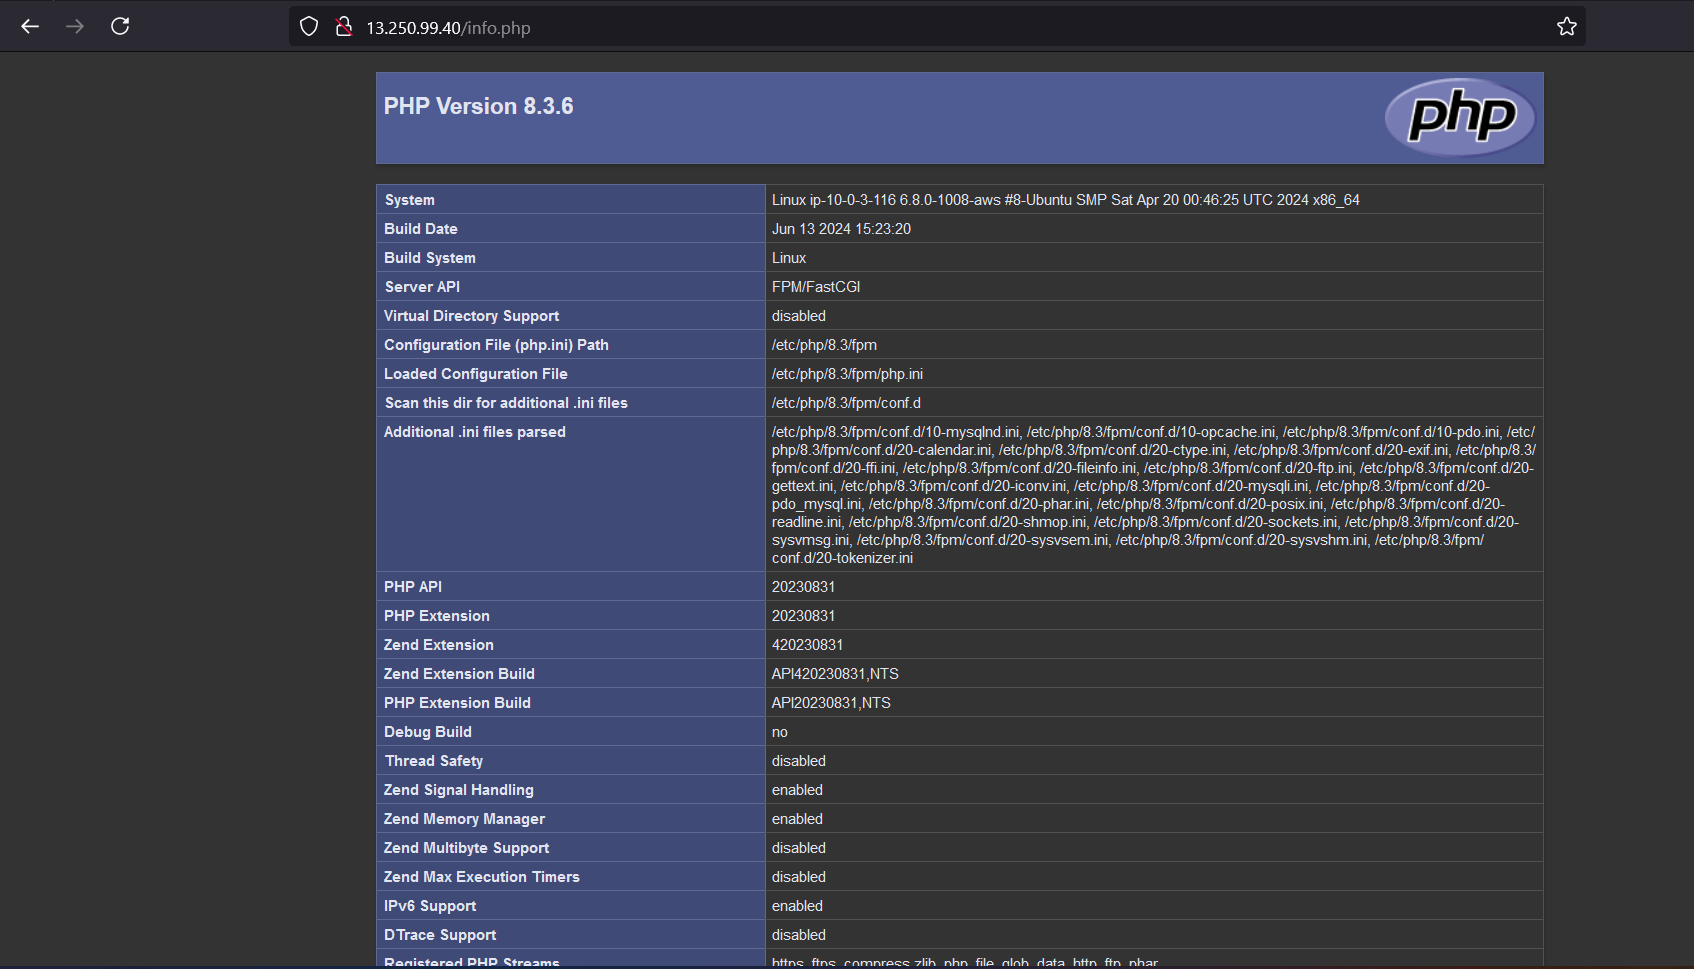 13.250.99.40/info.php
PHP Version 8.3.6
php
System Linux ip-10-0-3-116 6.8.0-1008-aws #8-Ubuntu SMP Sat Apr 20 00:46:25 UTC 2024 x86_64
Build Date Jun 13 2024 15:23:20
Build System Linux
Server API FPM/FastCGI
Virtual Directory Support disabled
Configuration File (php.ini) Path /etc/php/8.3/fpm
Loaded Configuration File /etc/php/8.3/fpm/php.ini
Scan this dir for additional .ini files /etc/php/8.3/fpm/conf.d
Additional .ini files parsed /etc/php/8.3/fpm/conf.d/10-mysqlnd.ini, /etc/php/8.3/fpm/conf.d/10-opcache.ini, /etc/php/8.3/fpm/conf.d/10-pdo.ini, /etc/
php/8.3/fpm/conf.d/20-calendar.ini, /etc/php/8.3/fpm/conf.d/20-ctype.ini, /etc/php/8.3/fpm/conf.d/20-exif.ini, /etc/php/8.3/
fpm/conf.d/20-ffi.ini, /etc/php/8.3/fpm/conf.d/20-fileinfo.ini, /etc/php/8.3/fpm/conf.d/20-ftp.ini, /etc/php/8.3/fpm/conf.d/20-
gettext.ini, /etc/php/8.3/fpm/conf.d/20-iconv.ini, /etc/php/8.3/fpm/conf.d/20-mysqli.ini, /etc/php/8.3/fpm/conf.d/20-
pdo_mysql.ini, /etc/php/8.3/fpm/conf.d/20-phar.ini, /etc/php/8.3/fpm/conf.d/20-posix.ini, /etc/php/8.3/fpm/conf.d/20-
readline.ini, /etc/php/8.3/fpm/conf.d/20-shmop.ini, /etc/php/8.3/fpm/conf.d/20-sockets.ini, /etc/php/8.3/fpm/conf.d/20-
sysvmsg.ini, /etc/php/8.3/fpm/conf.d/20-sysvsem.ini, /etc/php/8.3/fpm/conf.d/20-sysvshm.ini, /etc/php/8.3/fpm/
conf.d/20-tokenizer.ini
PHP API 20230831
PHP Extension 20230831
Zend Extension 420230831
Zend Extension Build API420230831,NTS
PHP Extension Build API20230831,NTS
Debug Build no
Thread Safety disabled
Zend Signal Handling enabled
Zend Memory Manager enabled
Zend Multibyte Support disabled
Zend Max Execution Timers disabled
IPv6 Support enabled
DTrace Support disabled
Registered PHP Streams https, ftps, compress.zlib, php, file, glob, data, http, ftp, phar